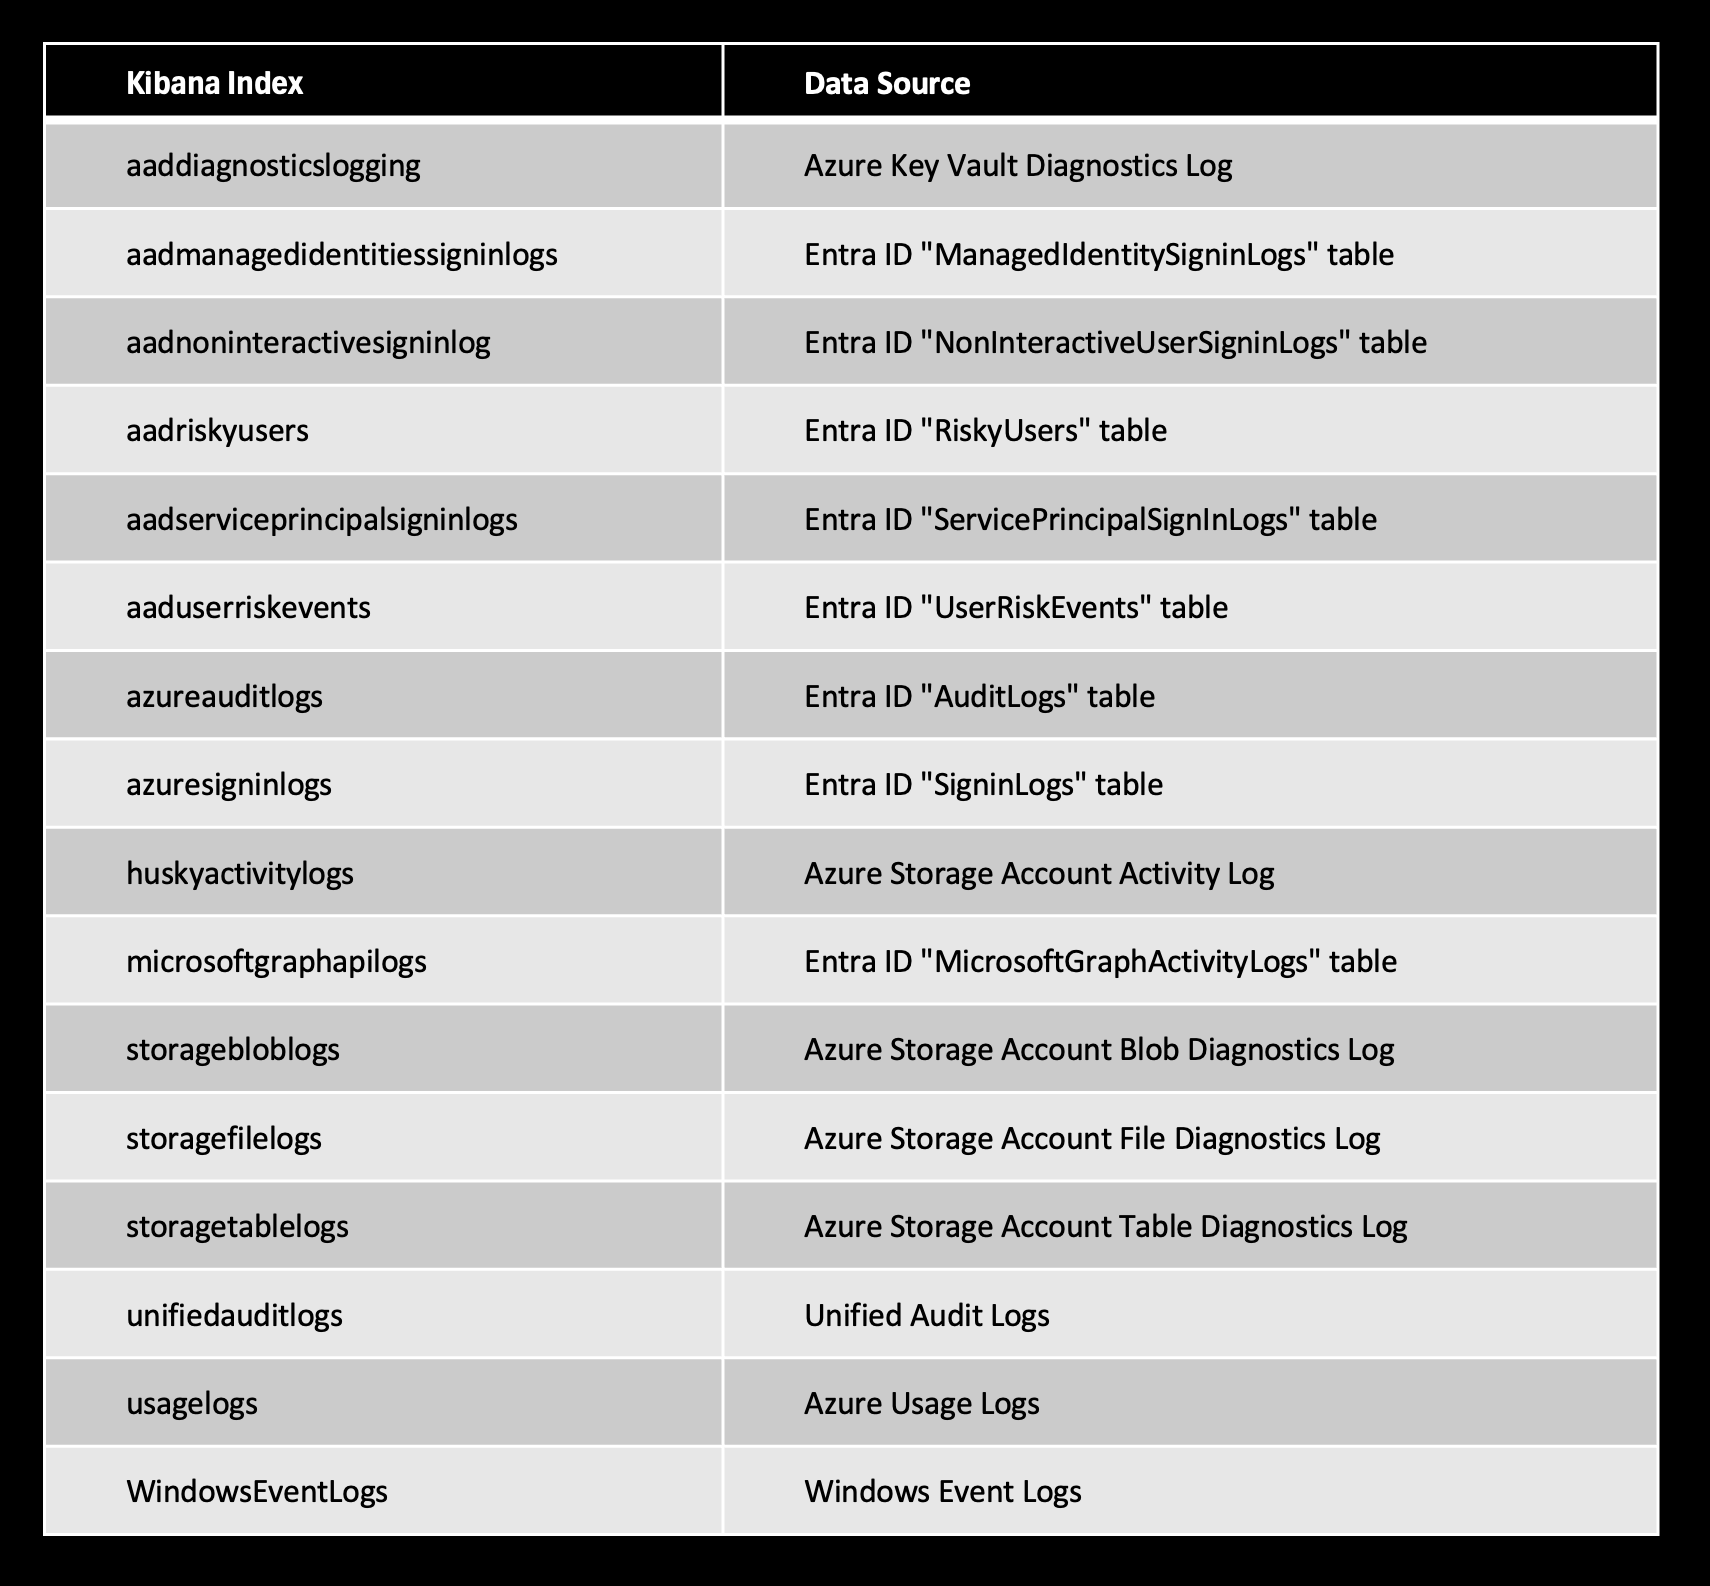 Kibana Index Data Source
aaddiagnosticslogging Azure Key Vault Diagnostics Log
aadmanagedidentitiessigninlogs Entra ID "ManagedIdentitySigninLogs" table
aadnoninteractivesigninlog Entra ID "NonInteractiveUserSigninLogs" table
aadriskyusers Entra ID "RiskyUsers" table
aadserviceprincipalsigninlogs Entra ID "ServicePrincipalSignInLogs" table
aaduserriskevents Entra ID "UserRiskEvents" table
azureauditlogs Entra ID "AuditLogs" table
azuresigninlogs Entra ID "SigninLogs" table
huskyactivitylogs Azure Storage Account Activity Log
microsoftgraphapilogs Entra ID "MicrosoftGraphActivityLogs" table
storagebloblogs Azure Storage Account Blob Diagnostics Log
storagefilelogs Azure Storage Account File Diagnostics Log
storagetablelogs Azure Storage Account Table Diagnostics Log
unifiedauditlogs Unified Audit Logs
usagelogs Azure Usage Logs
WindowsEventLogs Windows Event Logs